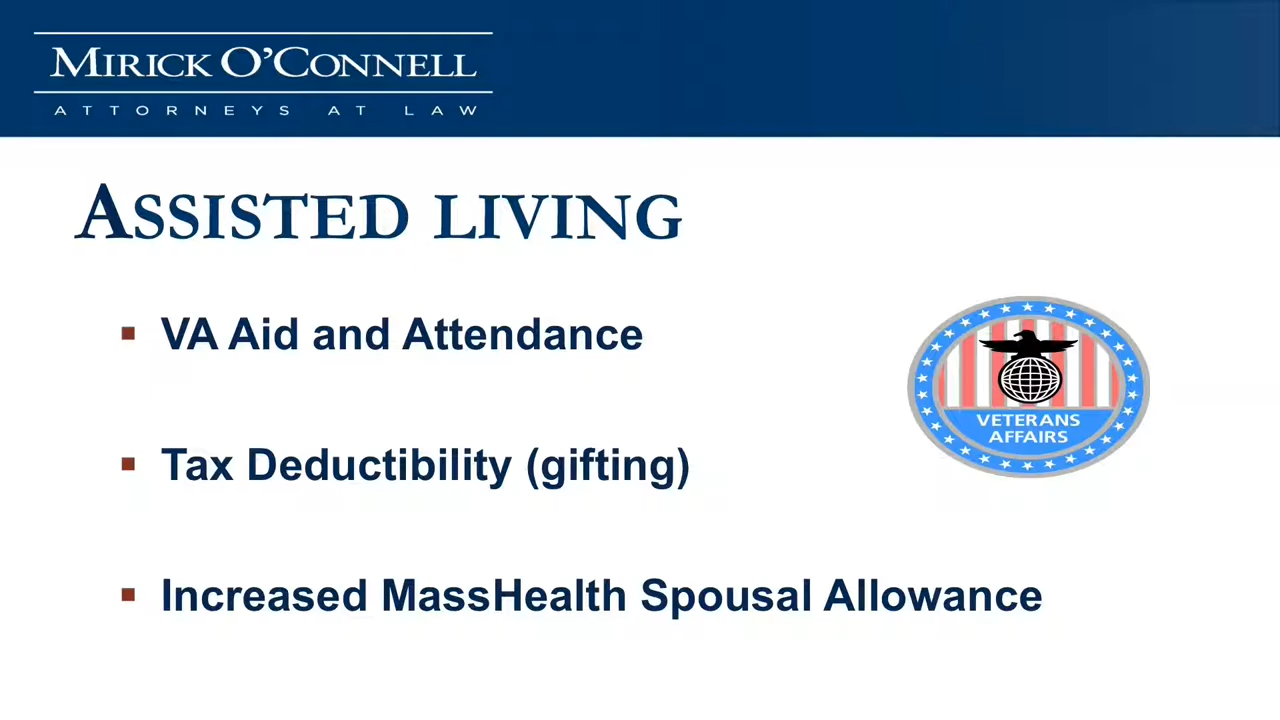 MIRICK O'CONNELL
ATTORNEYS AT LAW
ASSISTED LIVING
▪ VA Aid and Attendance
▪ Tax Deductibility (gifting)
▪ Increased MassHealth Spousal Allowance
VETERANS
AFFAIRS